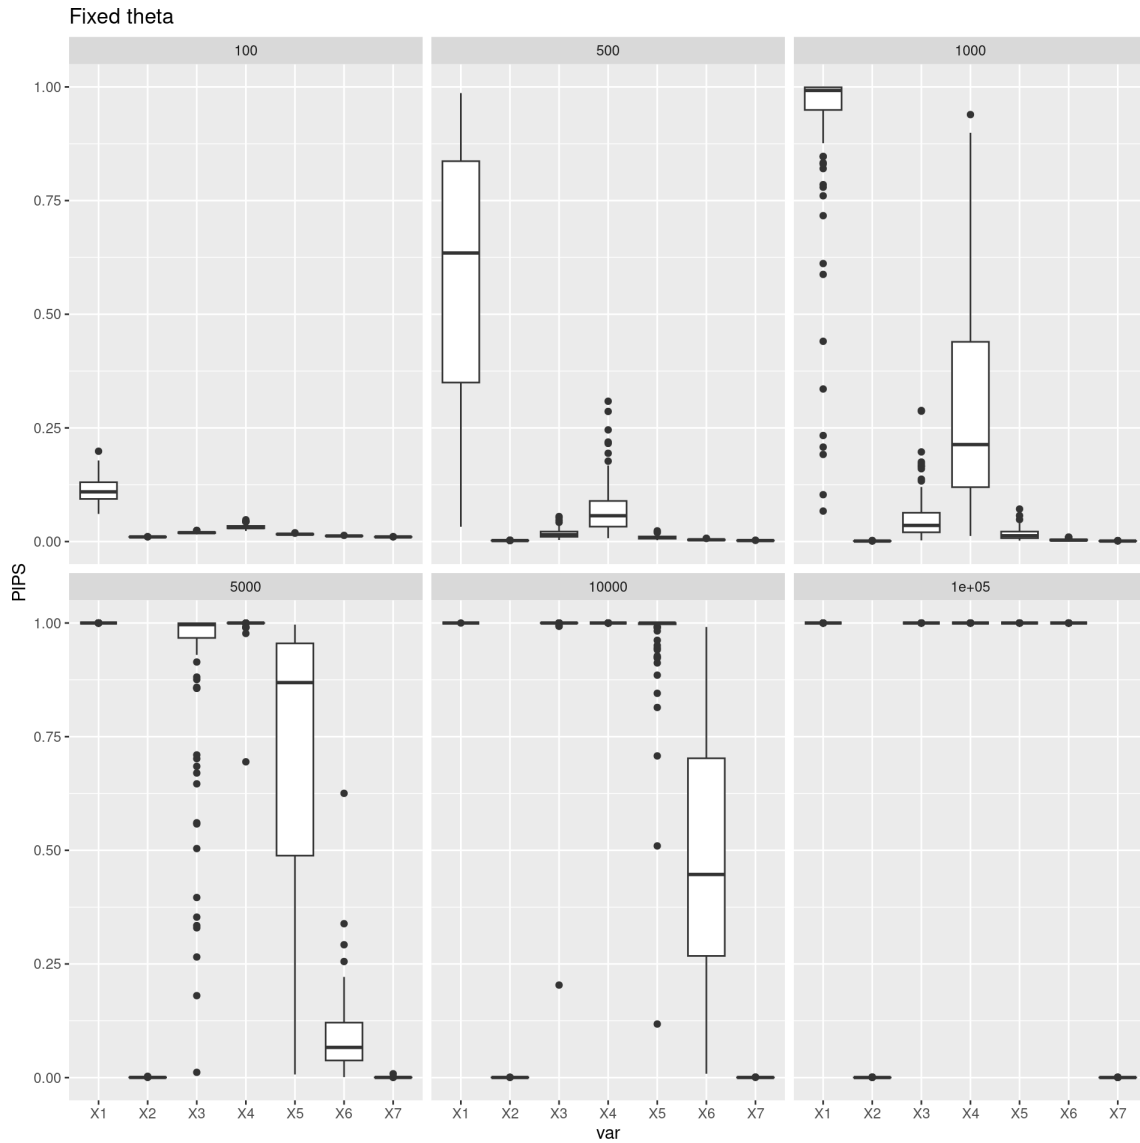 Fixed theta
100 500 1000
1.00
0.75
0.50
0.25
0.00
PIPS
5000 10000 1e+05
1.00
0.75
0.50
0.25
0.00
X1 X2 X3 X4 X5 X6 X7 X1 X2 X3 X4 X5 X6 X7 X1 X2 X3 X4 X5 X6 X7
var